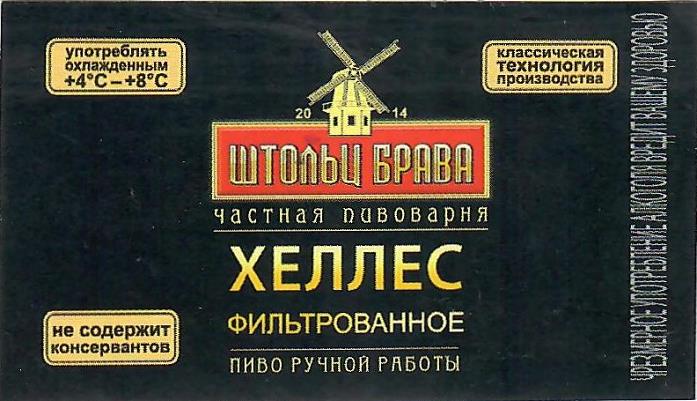 употреблять
охлажденным
+4°С – +8°С
классическая
технология
производства
20 14
ШТОЛЬЦ БРАВА
частная пивоварня
ХЕЛЛЕС
ФИЛЬТРОВАННОЕ
ПИВО РУЧНОЙ РАБОТЫ
не содержит
консервантов
ЧРЕЗМЕРНОЕ УПОТРЕБЛЕНИЕ АЛКОГОЛЯ ВРЕДИТ ВАШЕМУ ЗДОРОВЬЮ